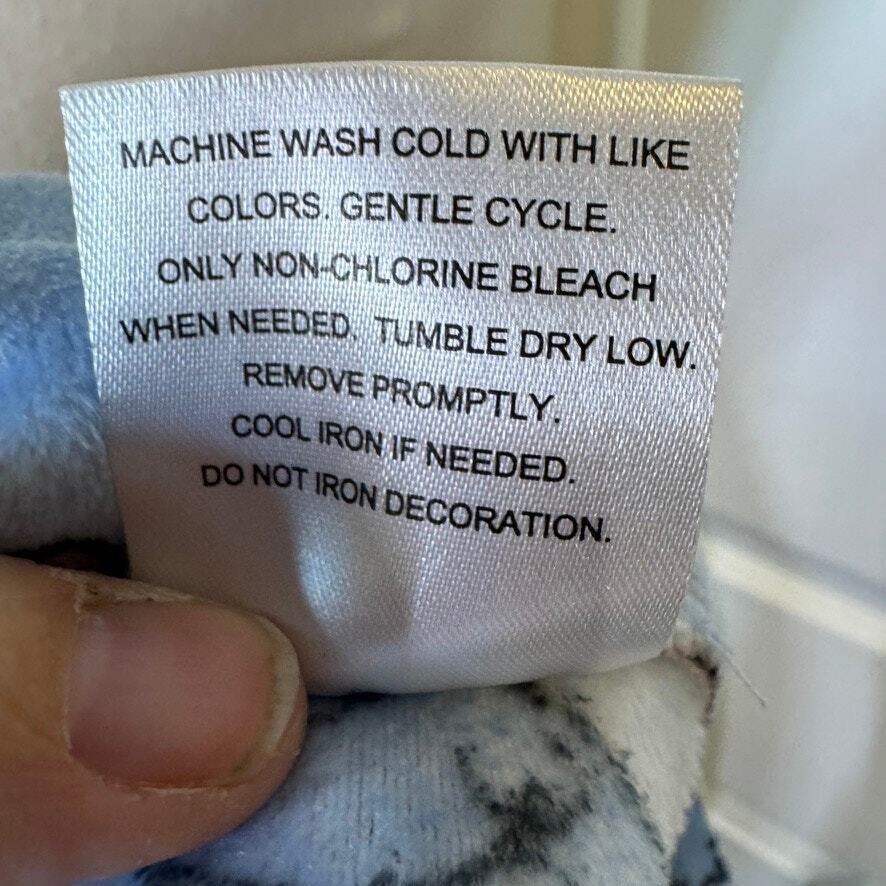 MACHINE WASH COLD WITH LIKE
COLORS. GENTLE CYCLE.
ONLY NON-CHLORINE BLEACH
WHEN NEEDED. TUMBLE DRY LOW.
REMOVE PROMPTLY.
COOL IRON IF NEEDED.
DO NOT IRON DECORATION.